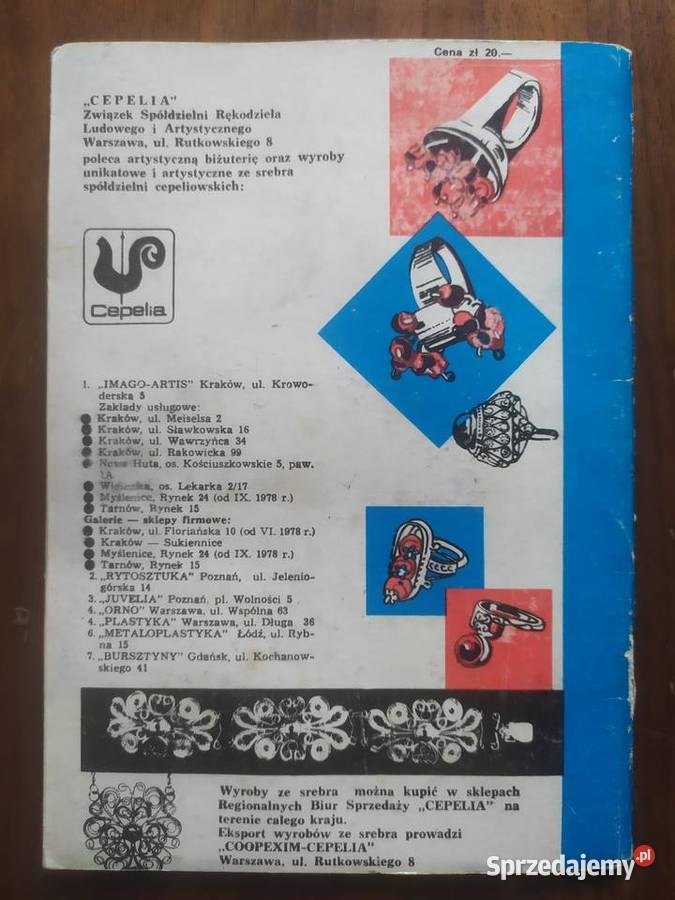 Cena zł 20.—
„CEPELIA"
Związek Spółdzielni Rękodzieła
Ludowego i Artystycznego
Warszawa, ul. Rutkowskiego 8
poleca artystyczną biżuterię oraz wyroby
unikatowe i artystyczne ze srebra
spółdzielni cepeliowskich:
Cepelia
1. „IMAGO-ARTIS" Kraków, ul. Krowo-
derska 5
Zakłady usługowe:
Kraków, ul. Meiselsa 2
Kraków, ul. Sławkowska 16
Kraków, ul. Wawrzyńca 34
Kraków, ul. Rakowicka 99
Nowa Huta, os. Kościuszkowskie 5, paw.
1A
Wieliczka, os. Lekarka 2/17
Myślenice, Rynek 24 (od IX. 1978 r.)
Tarnów, Rynek 15
Galerie — sklepy firmowe:
Kraków, ul. Floriańska 10 (od VI. 1978 r.)
Kraków — Sukiennice
Myślenice, Rynek 24 (od IX. 1978 r.)
Tarnów, Rynek 15
2. „RYTOSZTUKA" Poznań, ul. Jelenio-
górska 14
3. „JUVELIA" Poznań, pl. Wolności 5
4. „ORNO" Warszawa, ul. Wspólna 63
4. „PLASTYKA" Warszawa, ul. Długa 36
6. „METALOPLASTYKA" Łódź, ul. Ryb-
na 15
7. „BURSZTYNY" Gdańsk, ul. Kochanow-
skiego 41
Wyroby ze srebra można kupić w sklepach
Regionalnych Biur Sprzedaży „CEPELIA" na
terenie całego kraju.
Eksport wyrobów ze srebra prowadzi
„COOPEXIM-CEPELIA"
Warszawa, ul. Rutkowskiego 8
Sprzedajemy.pl